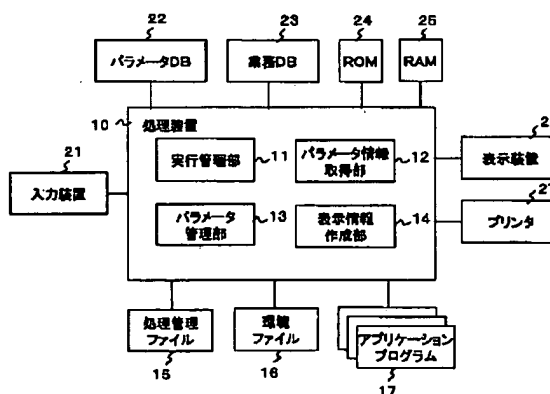 22
23
24
25
パラメータDB
業務DB
ROM
RAM
10
処理装置
21
入力装置
実行管理部
11
パラメータ情報
取得部
12
2
表示装置
パラメータ
管理部
13
表示情報
作成部
14
2
プリンタ
処理管理
ファイル
15
環境
ファイル
16
アプリケーション
プログラム
17